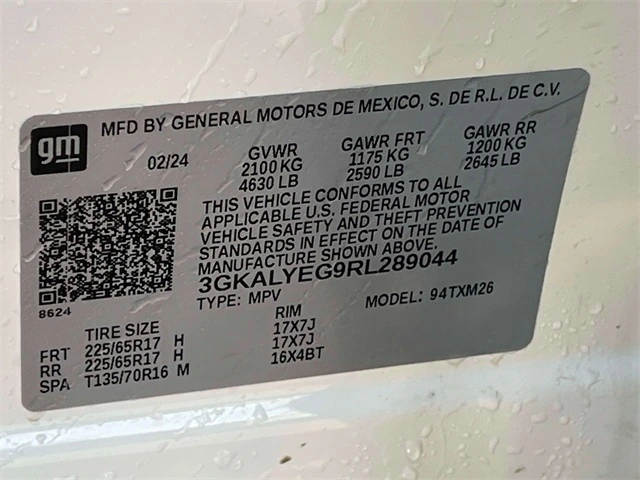 MFD BY GENERAL MOTORS DE MEXICO, S. DE R.L. DE C.V.
gm
02/24 GVWR GAWR FRT GAWR RR
2100 KG 1175 KG 1200 KG
4630 LB 2590 LB 2645 LB
THIS VEHICLE CONFORMS TO ALL
APPLICABLE U.S. FEDERAL MOTOR
VEHICLE SAFETY AND THEFT PREVENTION
STANDARDS IN EFFECT ON THE DATE OF
MANUFACTURE SHOWN ABOVE.
3GKALYEG9RL289044
8624
TYPE: MPV MODEL: 94TXM26
TIRE SIZE RIM
FRT 225/65R17 H 17X7J
RR 225/65R17 H 17X7J
SPA T135/70R16 M 16X4BT